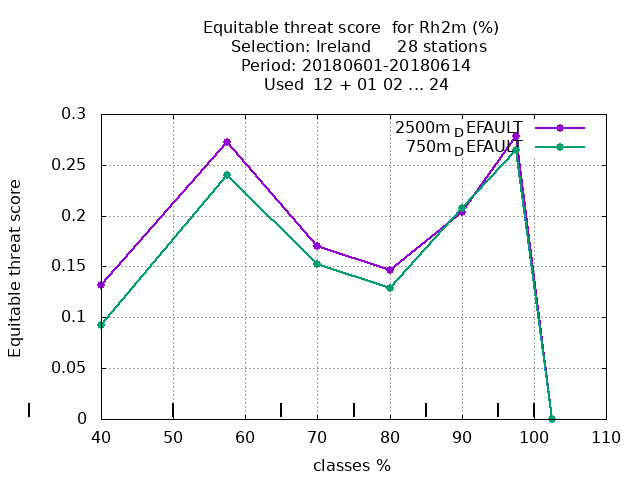 Equitable threat score for Rh2m (%)
Selection: Ireland 28 stations
Period: 20180601-20180614
Used 12 + 01 02 ... 24
2500m_DEFAULT
750m_DEFAULT
0.3
0.25
0.2
0.15
0.1
0.05
0
Equitable threat score
40 50 60 70 80 90 100 110
classes %